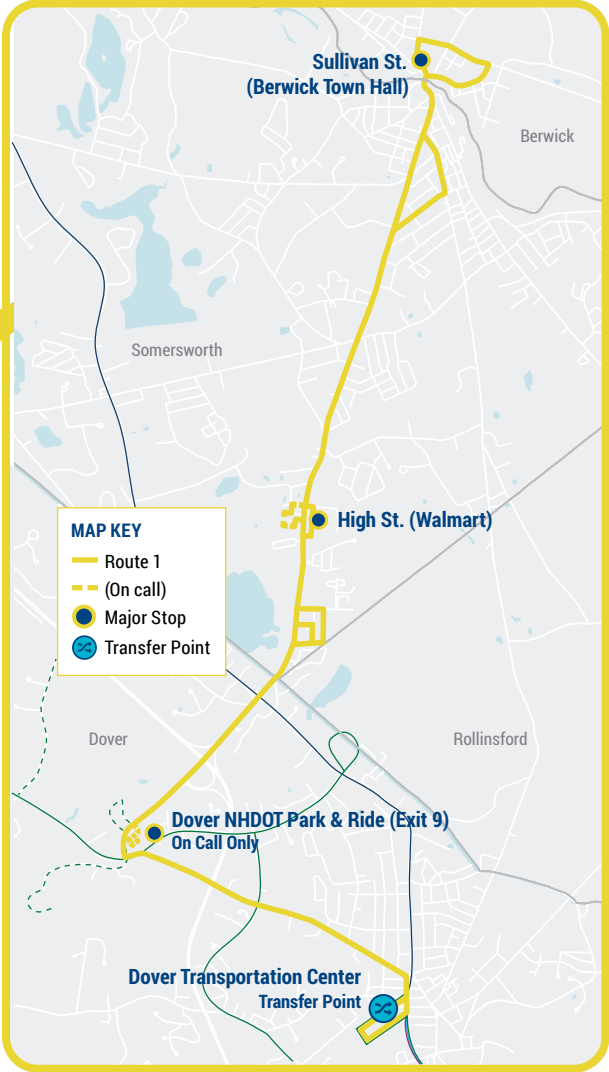 Sullivan St.
(Berwick Town Hall)
Berwick
Somersworth
High St. (Walmart)
MAP KEY
Route 1
(On call)
Major Stop
Transfer Point
Dover
Rollinsford
Dover NHDOT Park & Ride (Exit 9)
On Call Only
Dover Transportation Center
Transfer Point